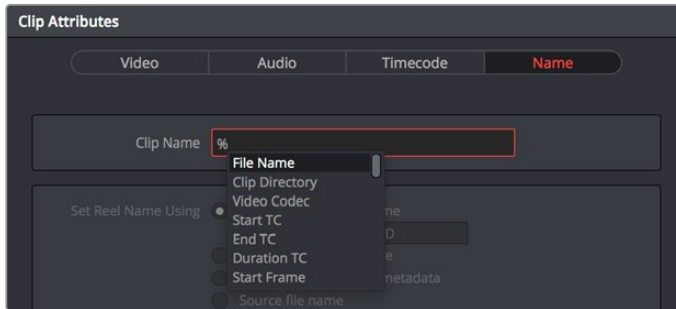 Clip Attributes
Video Audio Timecode Name
Clip Name %
File Name
Clip Directory
Video Codec
Set Reel Name Using
Start TC
End TC
Duration TC
Start Frame
metadata
Source file name